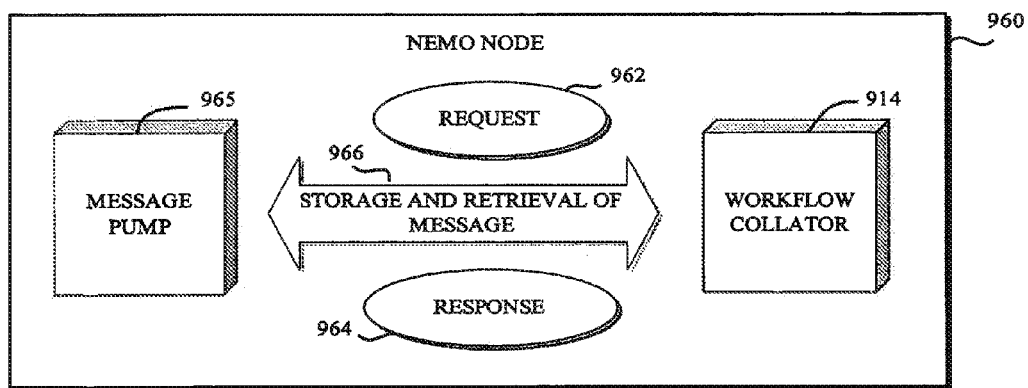 960
NEMO NODE
962
965
REQUEST
914
966
MESSAGE
PUMP
STORAGE AND RETRIEVAL OF
MESSAGE
WORKFLOW
COLLATOR
RESPONSE
964